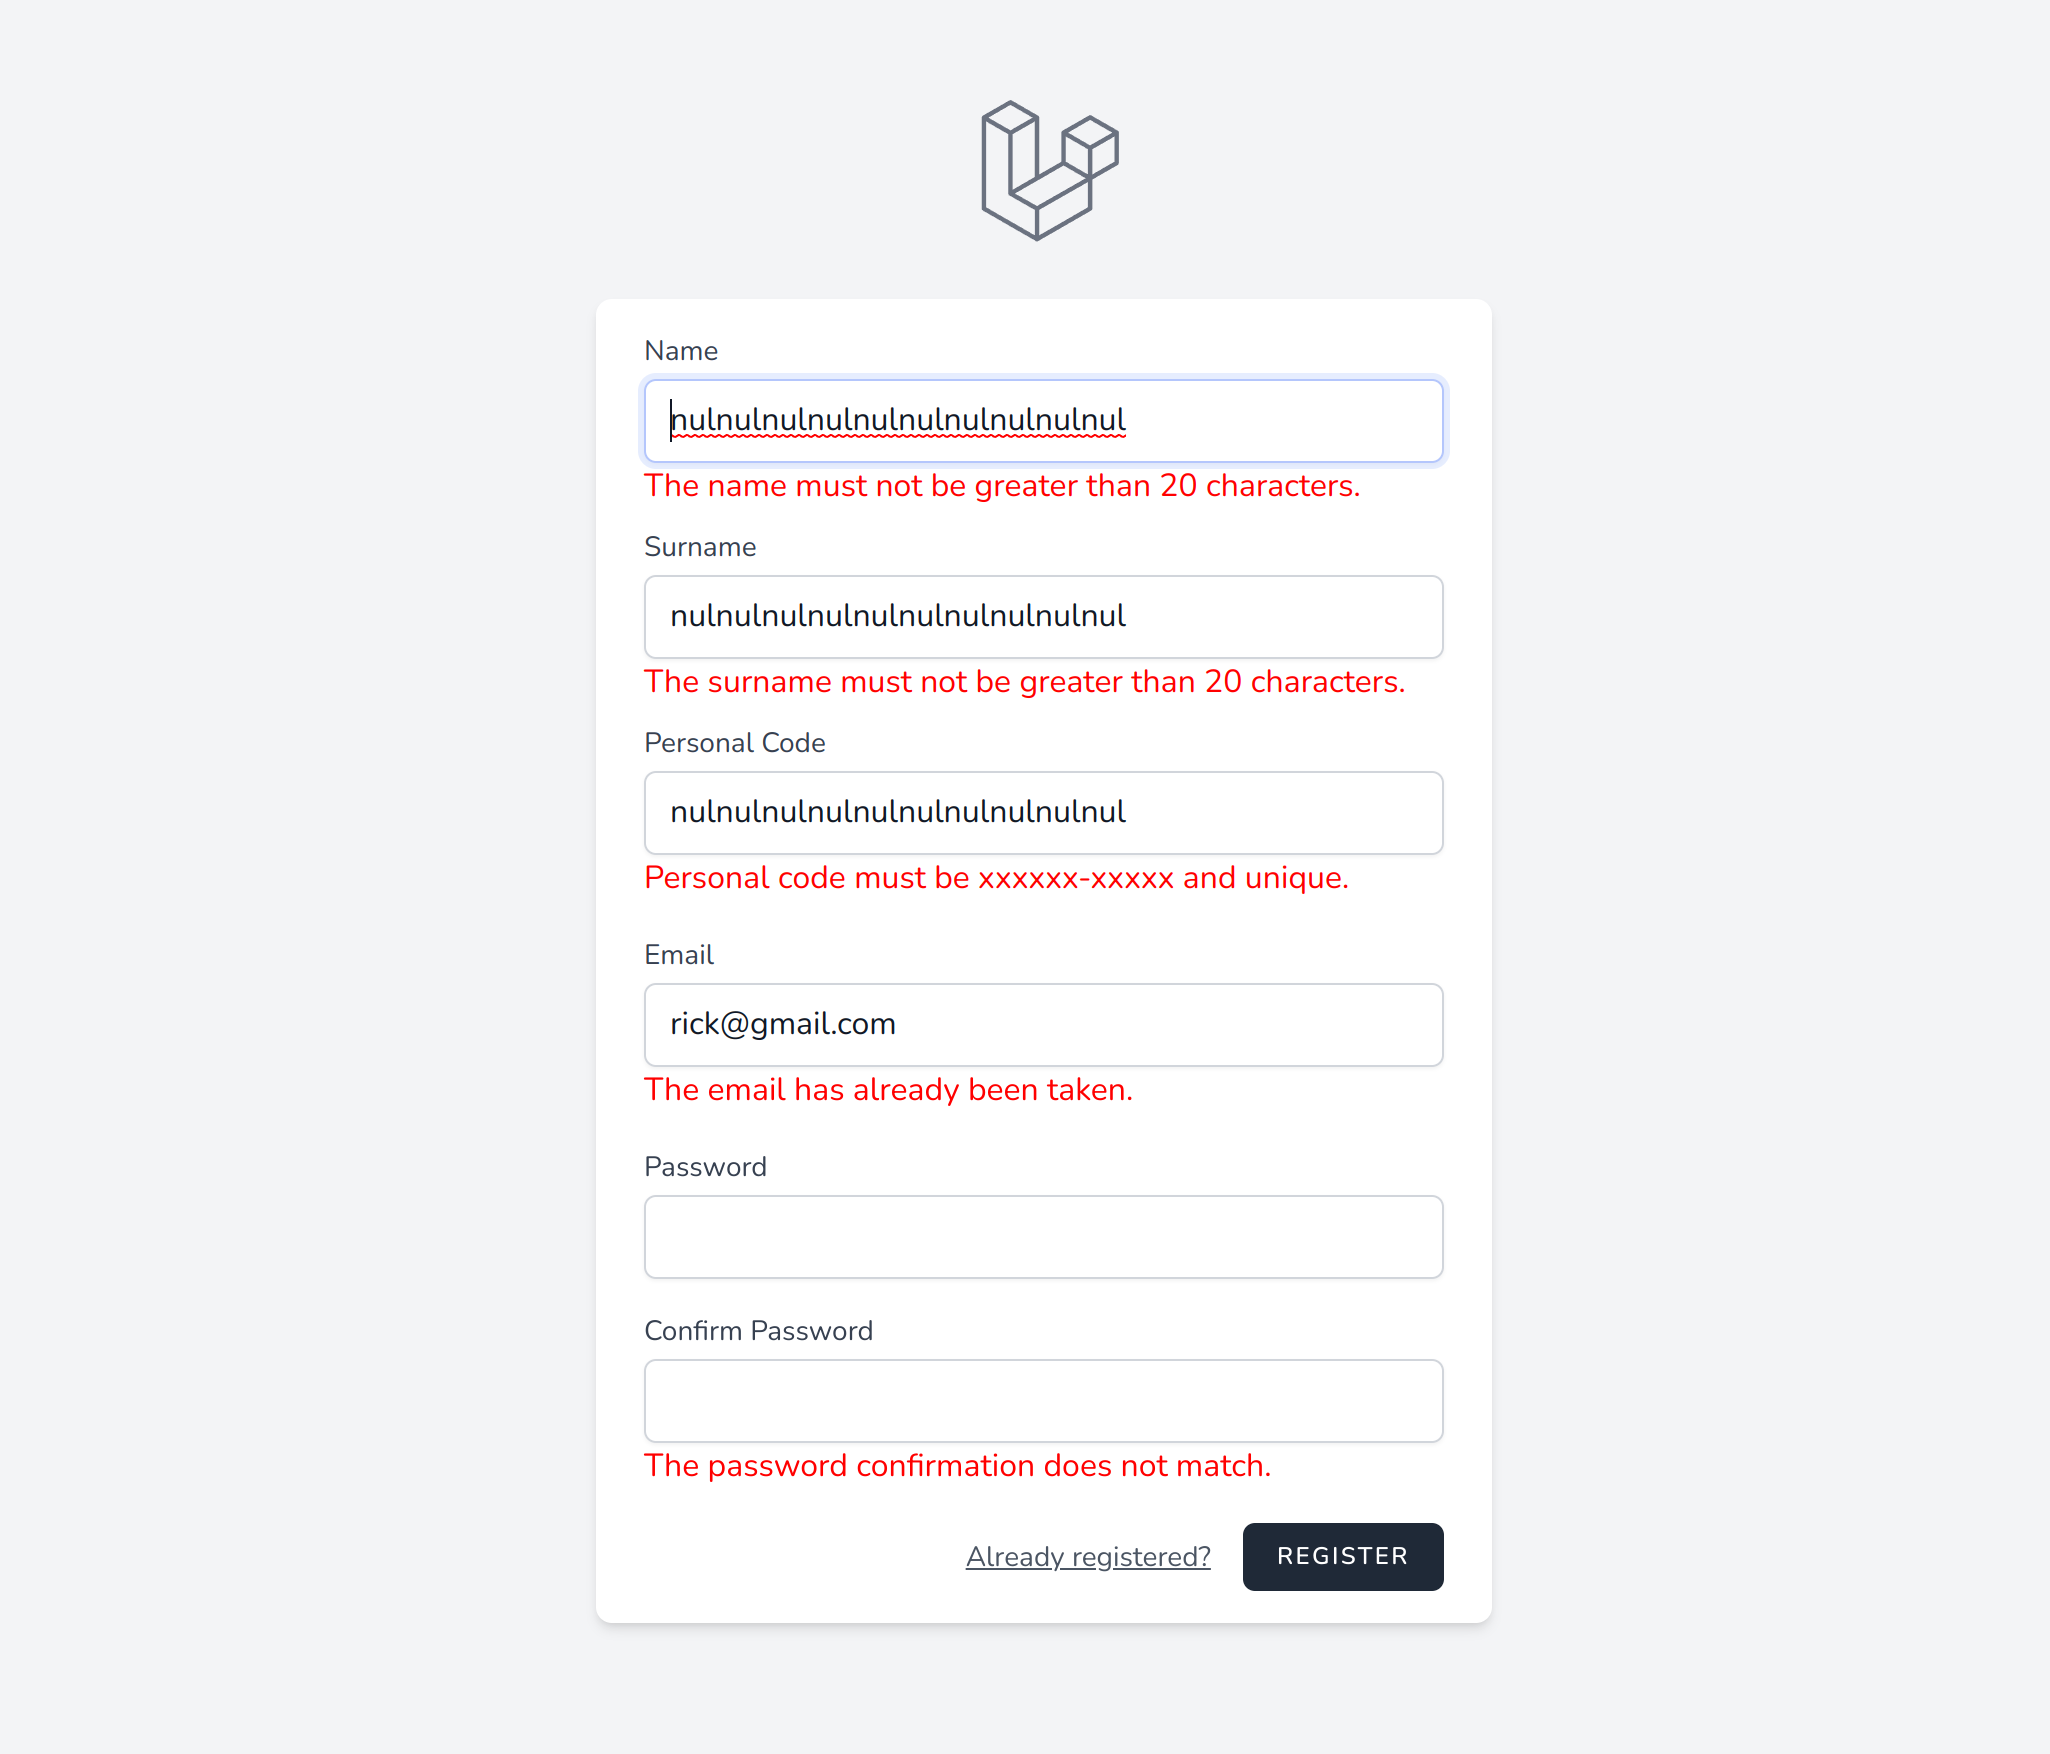 Name
nulnulnulnulnulnulnulnulnulnul
The name must not be greater than 20 characters.
Surname
nulnulnulnulnulnulnulnulnulnul
The surname must not be greater than 20 characters.
Personal Code
nulnulnulnulnulnulnulnulnulnul
Personal code must be xxxxxx-xxxxx and unique.
Email
rick@gmail.com
The email has already been taken.
Password
Confirm Password
The password confirmation does not match.
Already registered? REGISTER